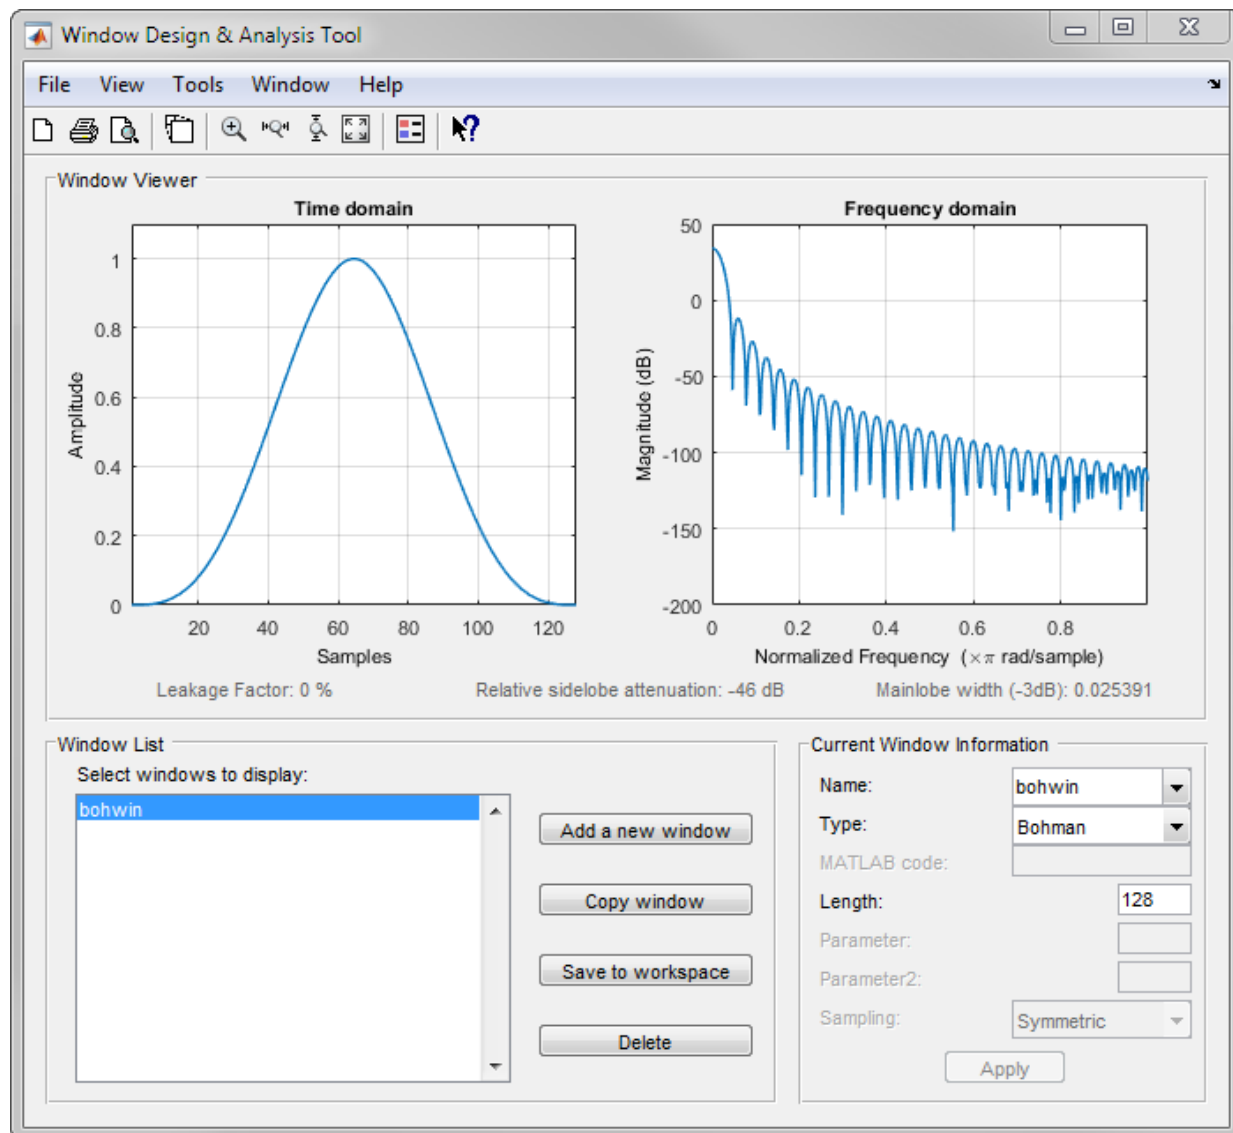 Window Design & Analysis Tool
File View Tools Window Help
Window Viewer
Time domain
Amplitude
1
0.8
0.6
0.4
0.2
0
20 40 60 80 100 120
Samples
Frequency domain
Magnitude (dB)
50
0
-50
-100
-150
-200
0 0.2 0.4 0.6 0.8
Normalized Frequency (×π rad/sample)
Leakage Factor: 0 % Relative sidelobe attenuation: -46 dB Mainlobe width (-3dB): 0.025391
Window List
Select windows to display:
bohwin
Add a new window
Copy window
Save to workspace
Delete
Current Window Information
Name: bohwin
Type: Bohman
MATLAB code:
Length: 128
Parameter:
Parameter2:
Sampling: Symmetric
Apply